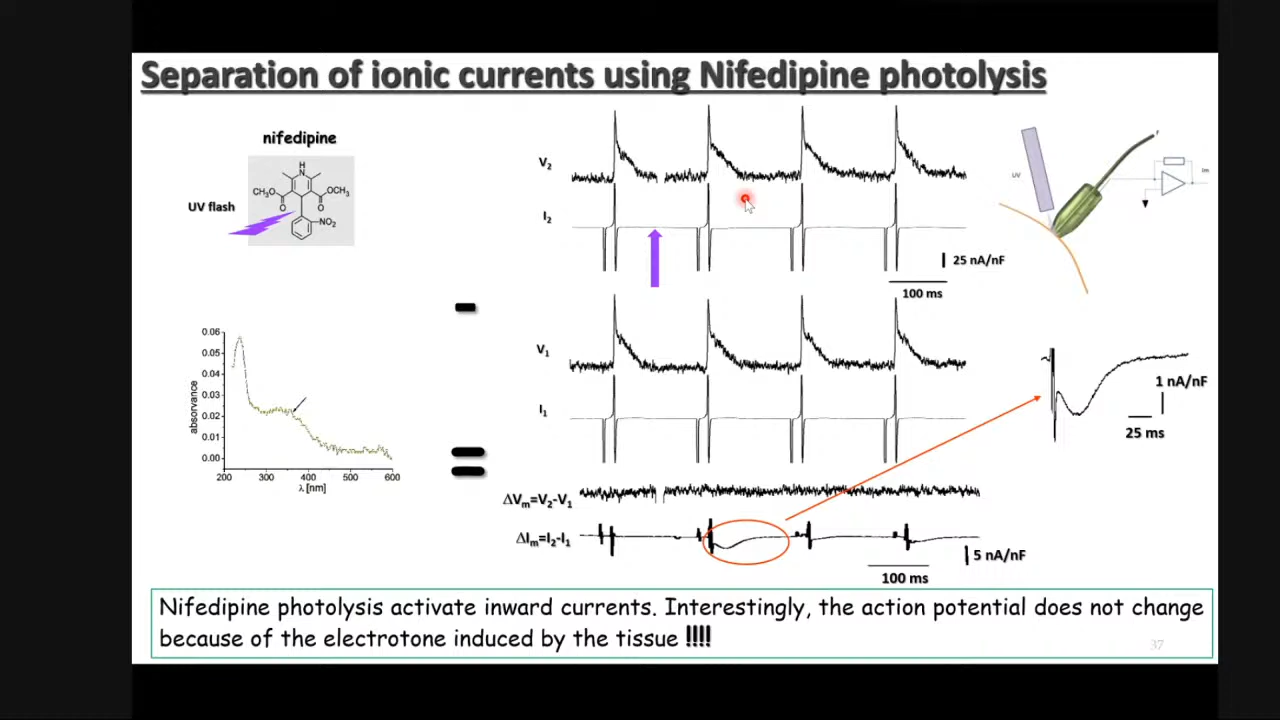 Separation of ionic currents using Nifedipine photolysis
nifedipine
UV flash
H
N
CH₃O
OCH₃
O
O
NO₂
V₂
I₂
25 nA/nF
100 ms
UV
Im
V₁
I₁
0.06
0.05
0.04
0.03
0.02
0.01
0.00
absorvance
200 300 400 500 600
λ [nm]
1 nA/nF
25 ms
ΔVₘ=V₂-V₁
ΔIₘ=I₂-I₁
5 nA/nF
100 ms
Nifedipine photolysis activate inward currents. Interestingly, the action potential does not change
because of the electrotone induced by the tissue !!!!
37